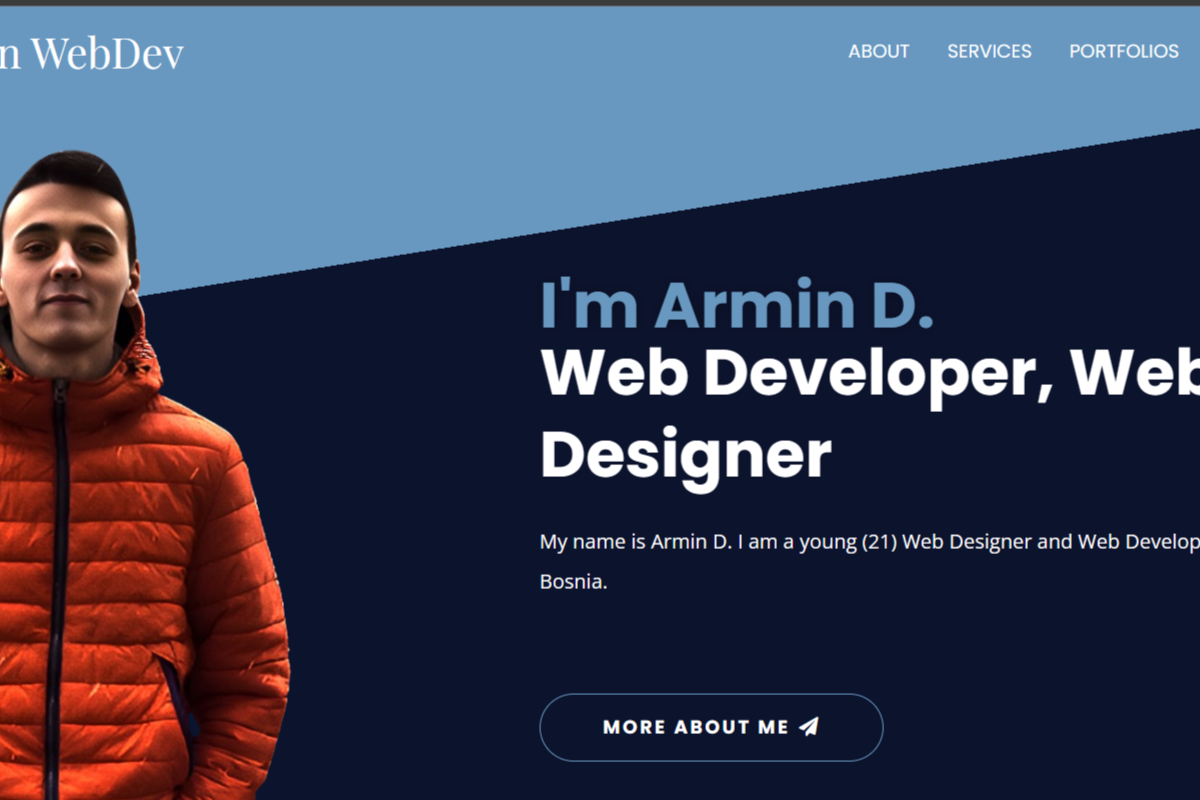 n WebDev
ABOUT SERVICES PORTFOLIOS
I'm Armin D.
Web Developer, Web
Designer
My name is Armin D. I am a young (21) Web Designer and Web Develop
Bosnia.
MORE ABOUT ME